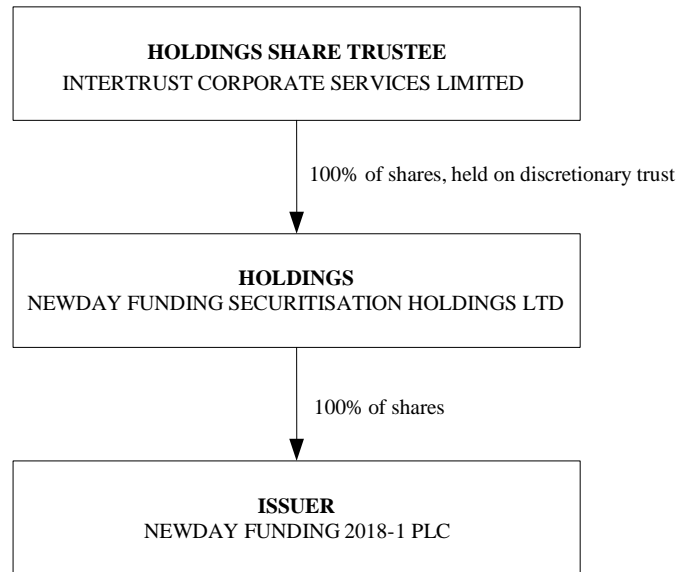 HOLDINGS SHARE TRUSTEE
INTERTRUST CORPORATE SERVICES LIMITED
100% of shares, held on discretionary trust
HOLDINGS
NEWDAY FUNDING SECURITISATION HOLDINGS LTD
100% of shares
ISSUER
NEWDAY FUNDING 2018-1 PLC